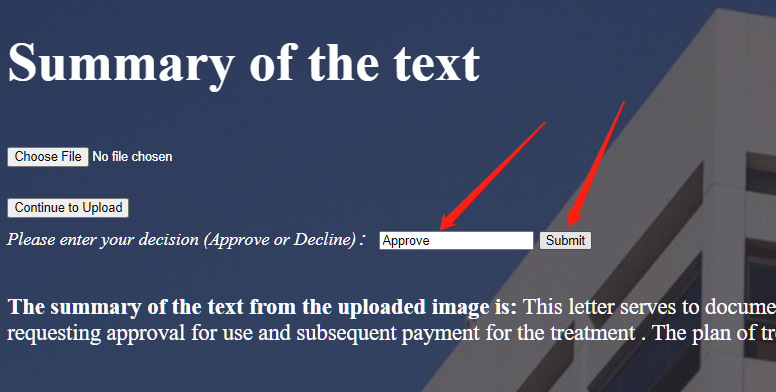 Summary of the text
Choose File No file chosen
Continue to Upload
Please enter your decision (Approve or Decline)： Approve Submit
The summary of the text from the uploaded image is: This letter serves to docume
requesting approval for use and subsequent payment for the treatment . The plan of tr